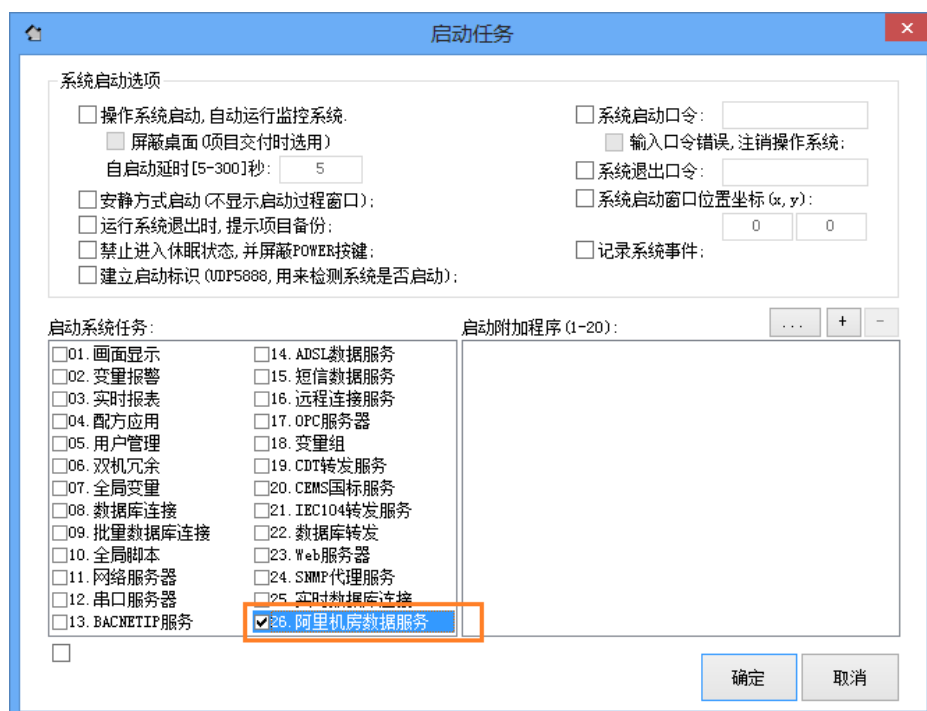 启动任务
系统启动选项
操作系统启动,自动运行监控系统.
屏蔽桌面(项目交付时选用)
自启动延时[5-300]秒: 5
安静方式启动(不显示启动过程窗口);
运行系统退出时,提示项目备份;
禁止进入休眠状态,并屏蔽POWER按键;
建立启动标识(UDP5888,用来检测系统是否启动);
系统启动口令:
输入口令错误,注销操作系统;
系统退出口令:
系统启动窗口位置坐标(x,y):
0 0
记录系统事件;
启动系统任务:
01.画面显示
02.变量报警
03.实时报表
04.配方应用
05.用户管理
06.双机冗余
07.全局变量
08.数据库连接
09.批量数据库连接
10.全局脚本
11.网络服务器
12.串口服务器
13.BACNETIP服务
14.ADSL数据服务
15.短信数据服务
16.远程连接服务
17.OPC服务器
18.变量组
19.CDT转发服务
20.CEMS国标服务
21.IEC104转发服务
22.数据库转发
23.Web服务器
24.SNMP代理服务
25.实时数据库连接
26.阿里机房数据服务
启动附加程序(1-20):
... + -
确定 取消